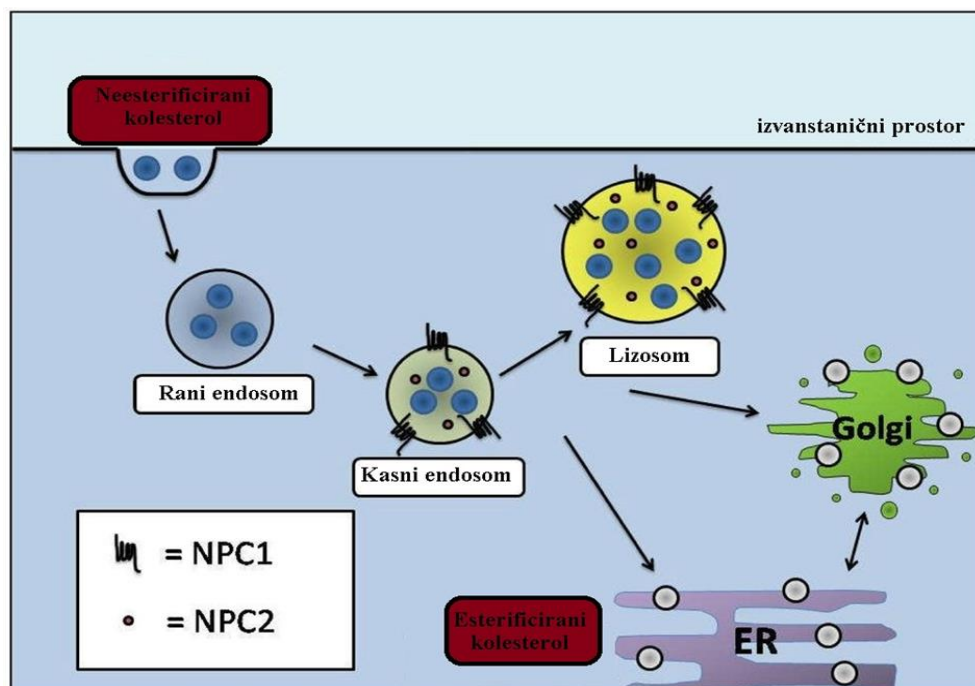 Neesterificirani
kolesterol
izvanstanični prostor
Rani endosom
Lizosom
Kasni endosom
Golgi
= NPC1
= NPC2
Esterificirani
kolesterol
ER